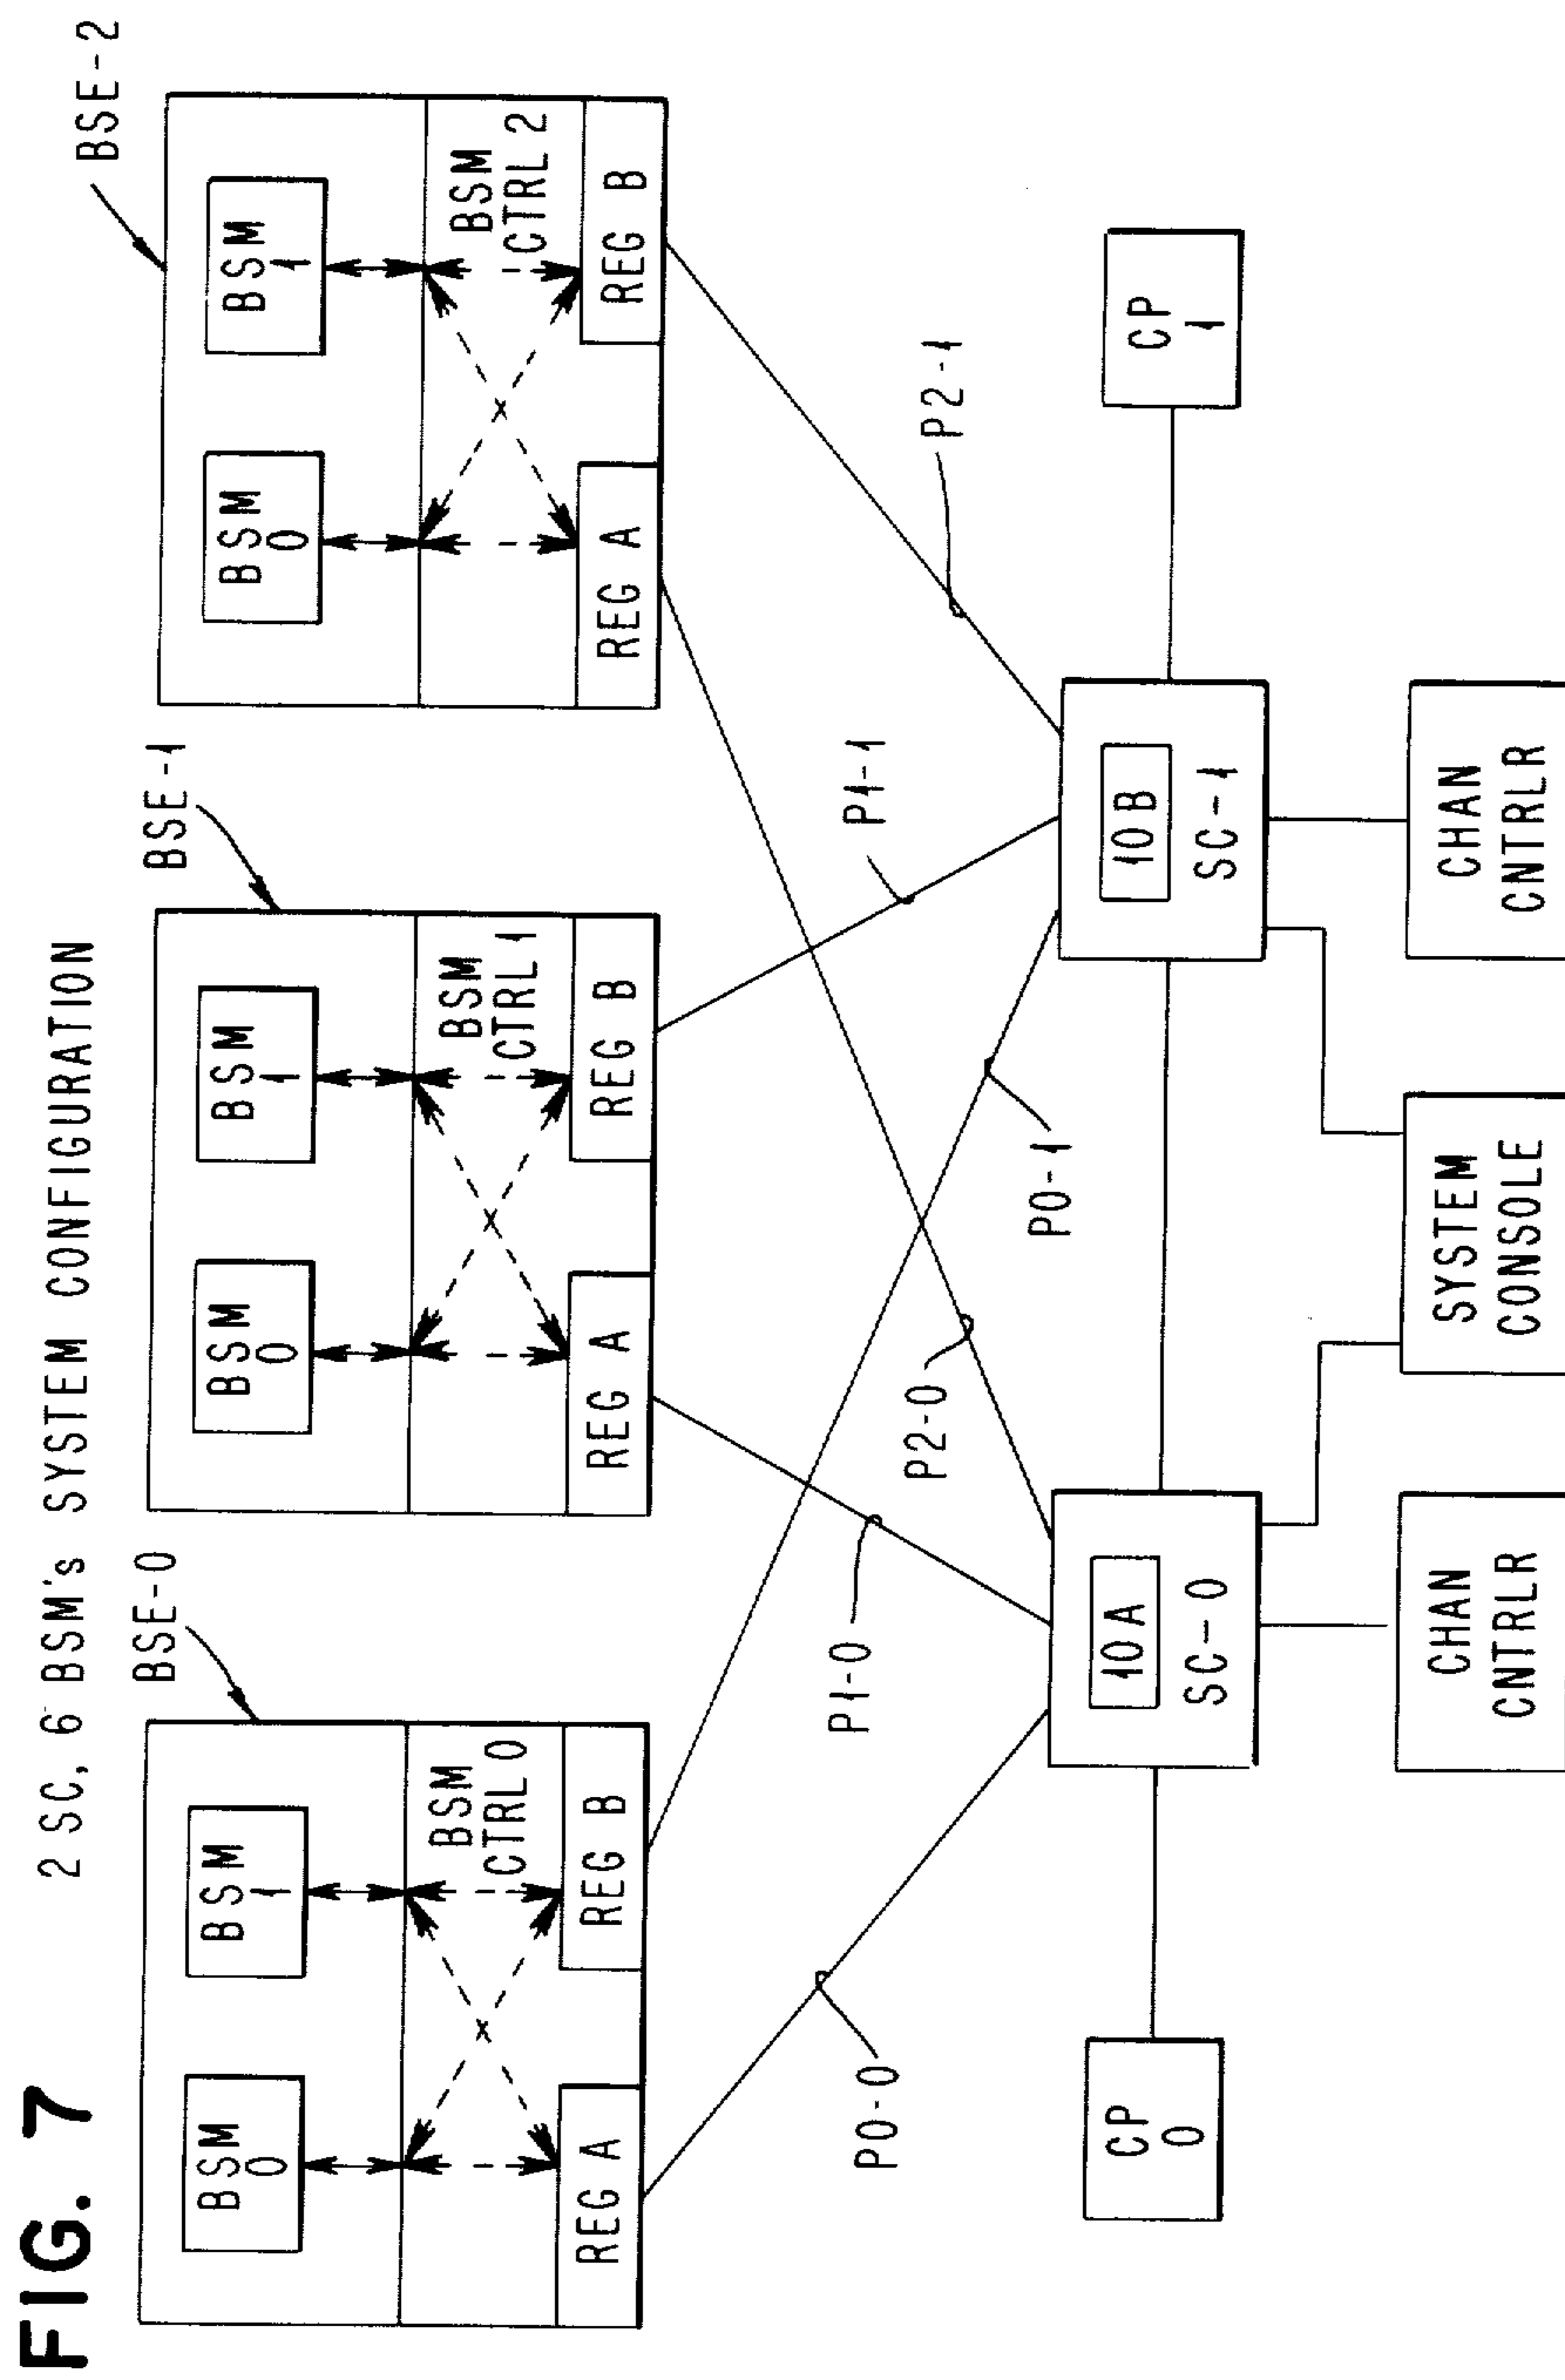 FIG. 7
2 SC, 6 BSM's SYSTEM CONFIGURATION
BSE-0
BSE-1
BSE-2
BSM
0
BSM
1
BSM
0
BSM
1
BSM
0
BSM
1
BSM
CTRL 0
BSM
CTRL 1
BSM
CTRL 2
REG A
REG B
REG A
REG B
REG A
REG B
P0-0
P1-0
P2-0
P0-1
P1-1
P2-1
CP
0
10A
SC-0
10B
SC-1
CP
1
CHAN
CNTRLR
SYSTEM
CONSOLE
CHAN
CNTRLR